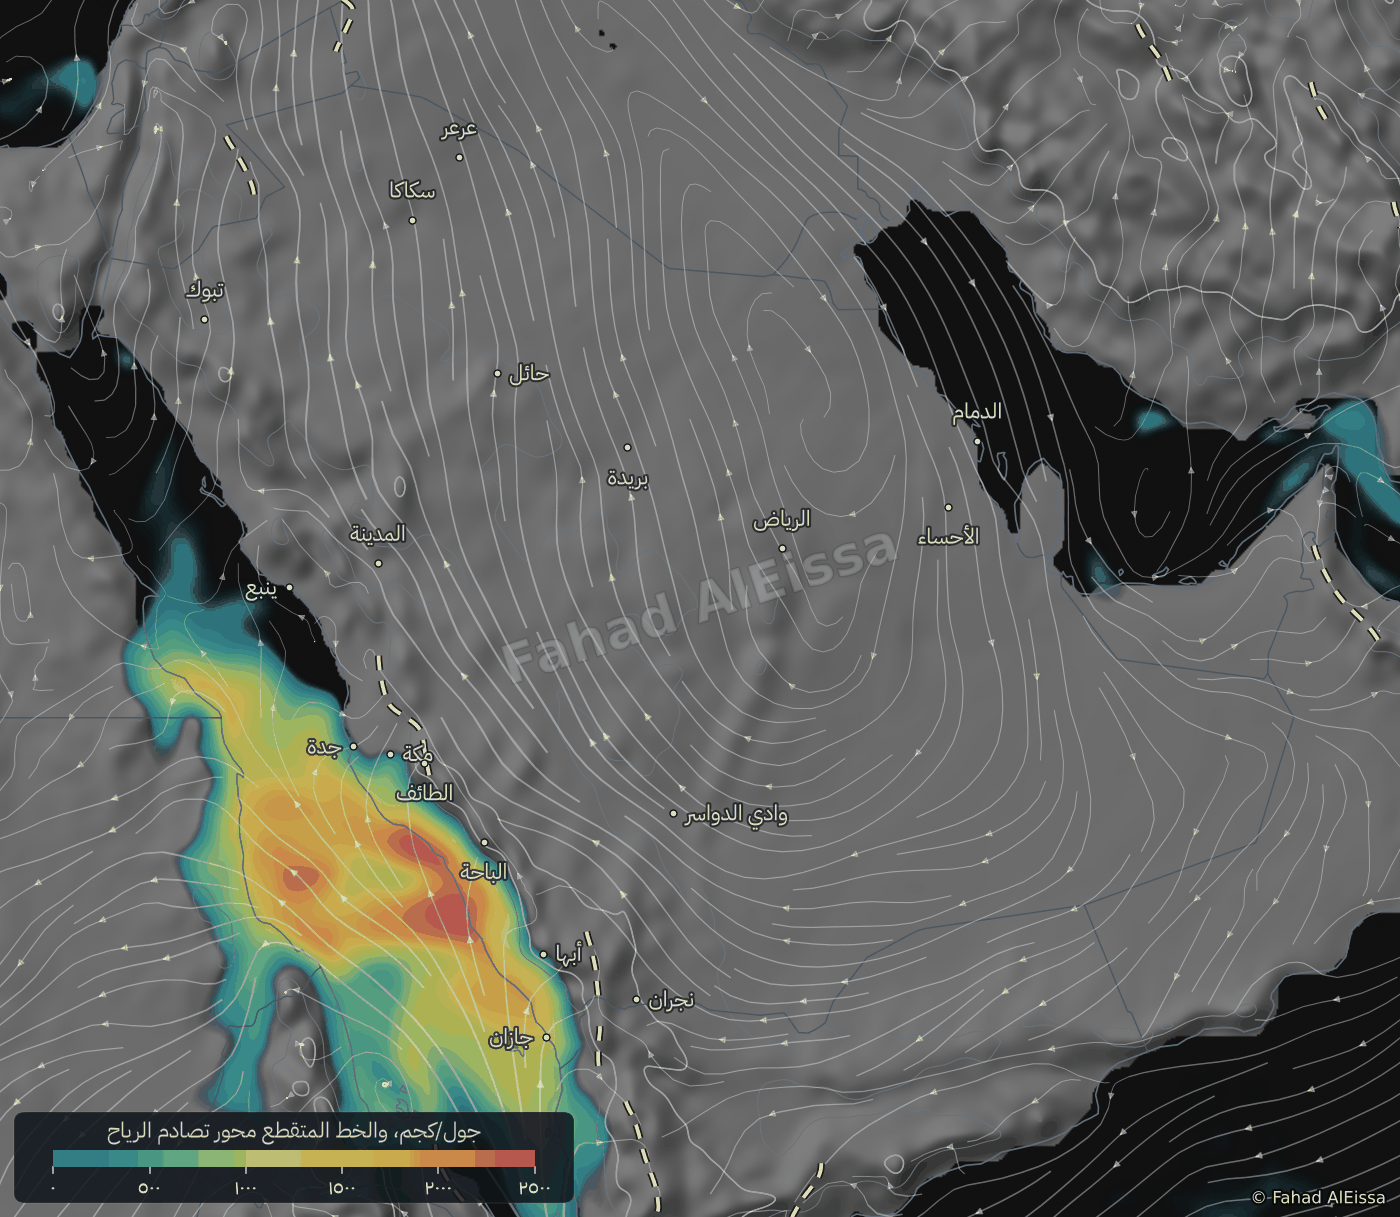 عرعر
سكاكا
تبوك
حائل
الدمام
بريدة
الرياض
الأحساء
المدينة
ينبع
Fahad AlEissa
جدة
مكة
الطائف
وادي الدواسر
الباحة
أبها
نجران
جازان
جول/كجم، والخط المتقطع محور تصادم الرياح
٠ ٥٠٠ ١٠٠٠ ١٥٠٠ ٢٠٠٠ ٢٥٠٠
© Fahad AlEissa